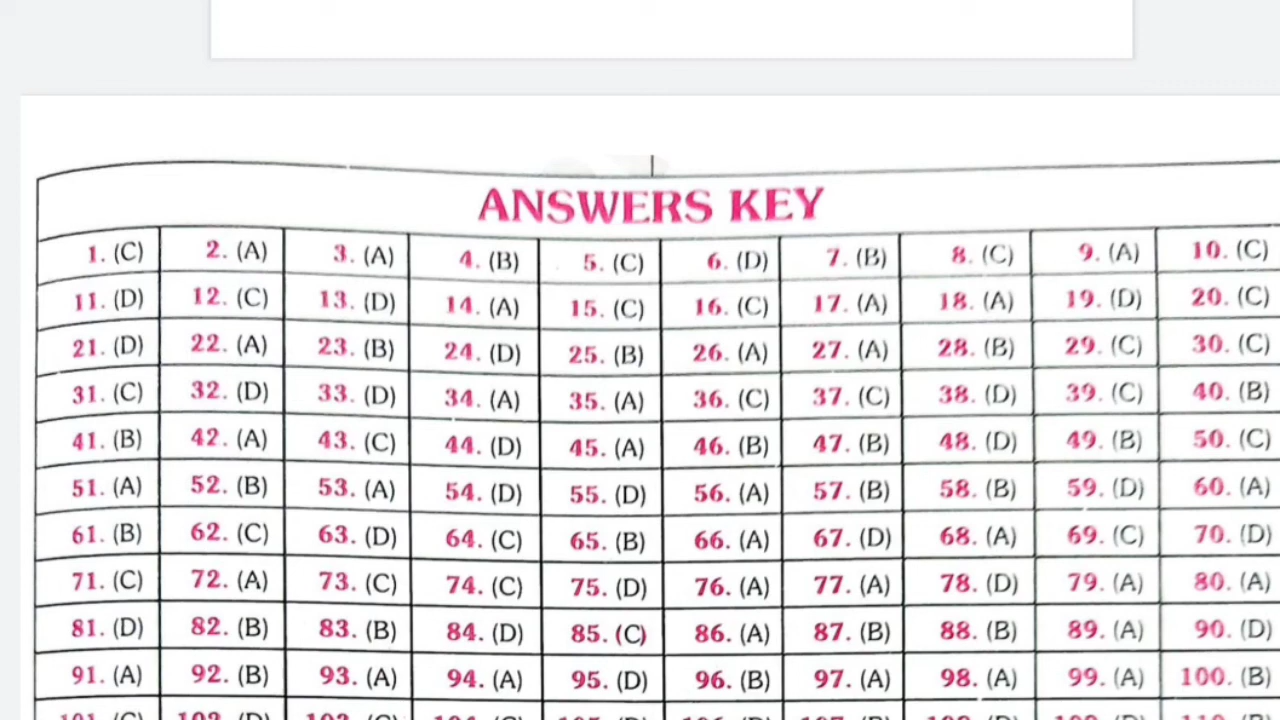 ANSWERS KEY
1. (C) 2. (A) 3. (A) 4. (B) 5. (C) 6. (D) 7. (B) 8. (C) 9. (A) 10. (C)
11. (D) 12. (C) 13. (D) 14. (A) 15. (C) 16. (C) 17. (A) 18. (A) 19. (D) 20. (C)
21. (D) 22. (A) 23. (B) 24. (D) 25. (B) 26. (A) 27. (A) 28. (B) 29. (C) 30. (C)
31. (C) 32. (D) 33. (D) 34. (A) 35. (A) 36. (C) 37. (C) 38. (D) 39. (C) 40. (B)
41. (B) 42. (A) 43. (C) 44. (D) 45. (A) 46. (B) 47. (B) 48. (D) 49. (B) 50. (C)
51. (A) 52. (B) 53. (A) 54. (D) 55. (D) 56. (A) 57. (B) 58. (B) 59. (D) 60. (A)
61. (B) 62. (C) 63. (D) 64. (C) 65. (B) 66. (A) 67. (D) 68. (A) 69. (C) 70. (D)
71. (C) 72. (A) 73. (C) 74. (C) 75. (D) 76. (A) 77. (A) 78. (D) 79. (A) 80. (A)
81. (D) 82. (B) 83. (B) 84. (D) 85. (C) 86. (A) 87. (B) 88. (B) 89. (A) 90. (D)
91. (A) 92. (B) 93. (A) 94. (A) 95. (D) 96. (B) 97. (A) 98. (A) 99. (A) 100. (B)